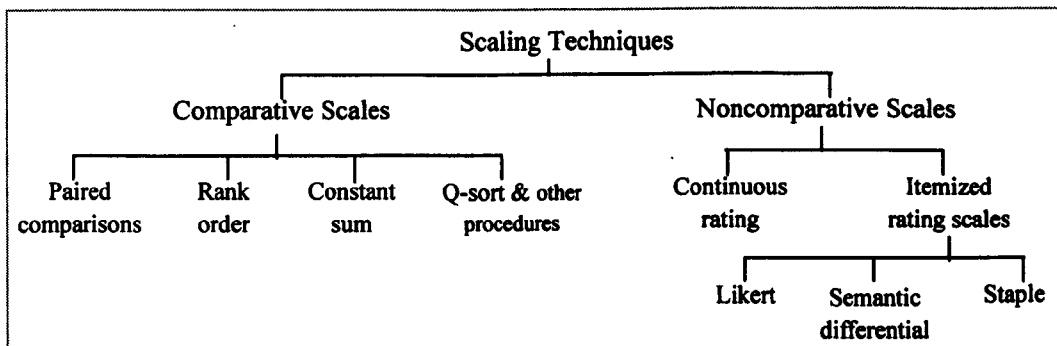 Scaling Techniques
Comparative Scales
Noncomparative Scales
Paired
comparisons
Rank
order
Constant
sum
Q-sort & other
procedures
Continuous
rating
Itemized
rating scales
Likert
Semantic
differential
Staple